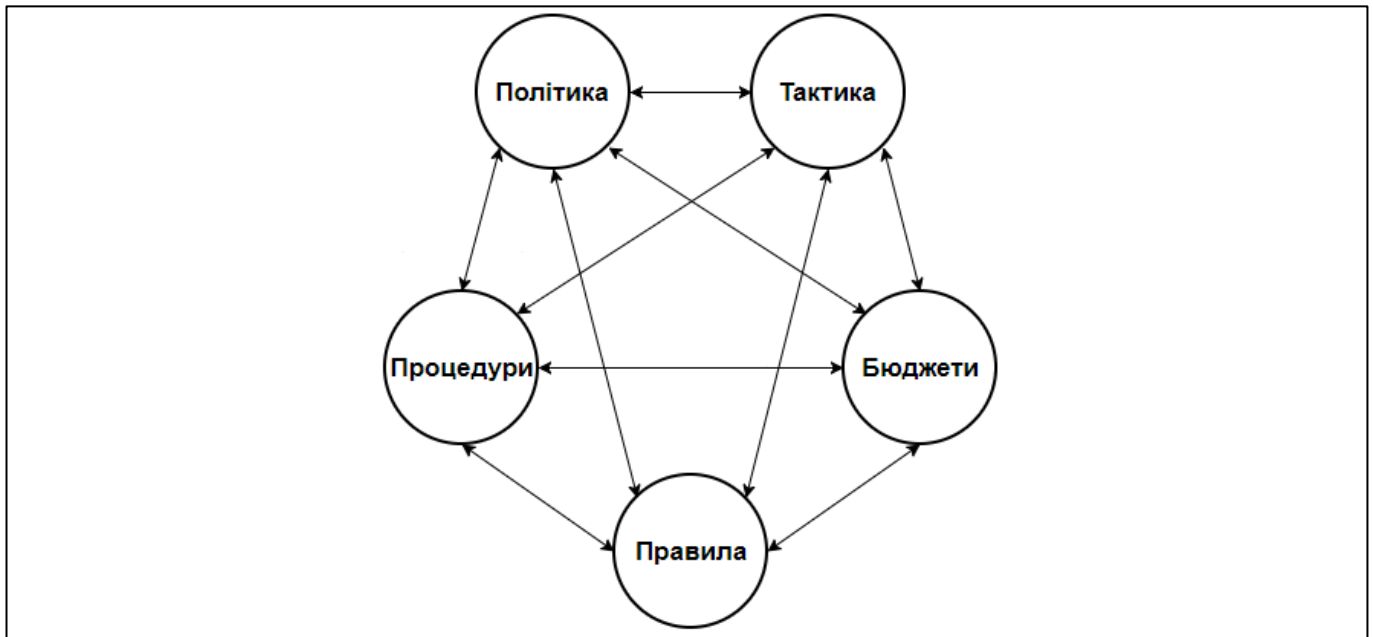 Політика
Тактика
Процедури
Бюджети
Правила